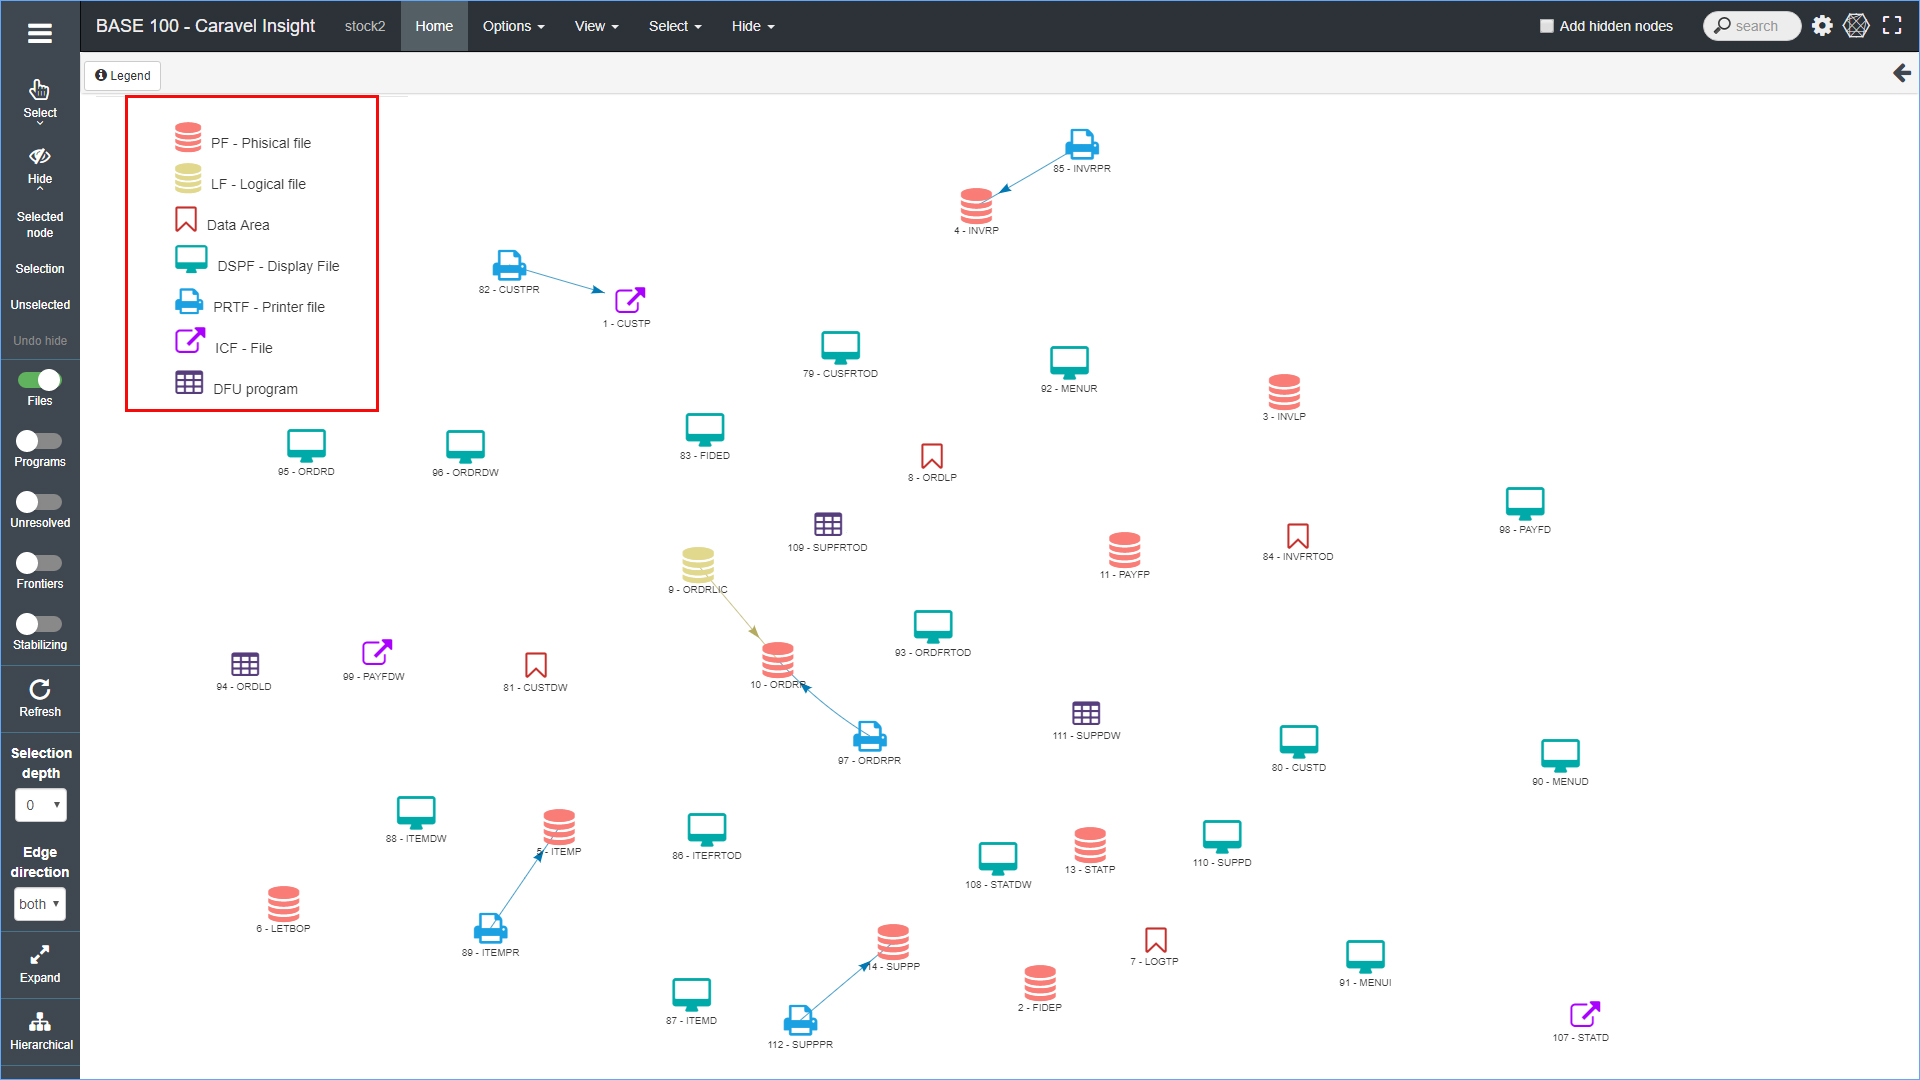 BASE 100 - Caravel Insight
stock2
Home
Options
View
Select
Hide
Add hidden nodes
search
Legend
Select
Hide
Selected
node
Selection
Unselected
Undo hide
Files
Programs
Unresolved
Frontiers
Stabilizing
Refresh
Selection
depth
0
Edge
direction
both
Expand
Hierarchical
PF - Phisical file
LF - Logical file
Data Area
DSPF - Display File
PRTF - Printer file
ICF - File
DFU program
85 - INVRPR
4 - INVRP
82 - CUSTPR
1 - CUSTP
79 - CUSFRTOD
92 - MENUR
3 - INVLP
95 - ORDRD
96 - ORDRDW
83 - FIDED
8 - ORDLP
98 - PAYFD
109 - SUPFRTOD
84 - INVFRTOD
11 - PAYFP
9 - ORDRLIC
93 - ORDFRTOD
94 - ORDLD
99 - PAYFDW
81 - CUSTDW
10 - ORDRP
111 - SUPPDW
97 - ORDRPR
80 - CUSTD
90 - MENUD
88 - ITEMDW
5 - ITEMP
86 - ITEFRTOD
108 - STATDW
13 - STATP
110 - SUPPD
6 - LETBOP
89 - ITEMPR
14 - SUPPP
7 - LOGTP
91 - MENUI
87 - ITEMD
2 - FIDEP
112 - SUPPPR
107 - STATD